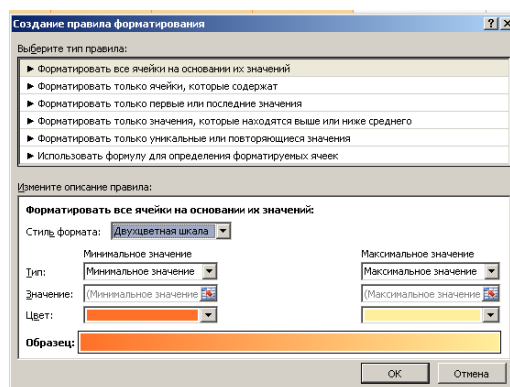 Создание правила форматирования
Выберите тип правила:
► Форматировать все ячейки на основании их значений
► Форматировать только ячейки, которые содержат
► Форматировать только первые или последние значения
► Форматировать только значения, которые находятся выше или ниже среднего
► Форматировать только уникальные или повторяющиеся значения
► Использовать формулу для определения форматируемых ячеек
Измените описание правила:
Форматировать все ячейки на основании их значений:
Стиль формата: Двухцветная шкала
Минимальное значение Максимальное значение
Тип: Минимальное значение Максимальное значение
Значение: (Минимальное значение (Максимальное значение
Цвет:
Образец:
ОК Отмена